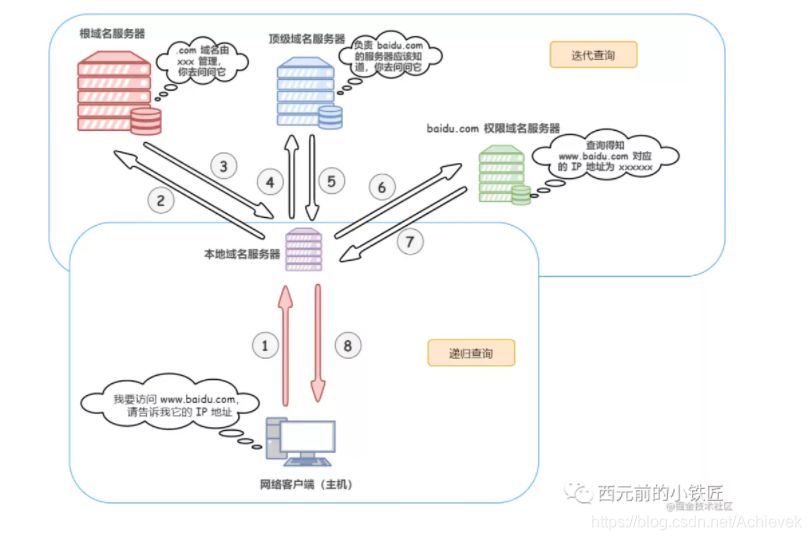 根域名服务器
.com 域名由
xxx 管理，
你去问问它
顶级域名服务器
负责 baidu.com
的服务器应该知
道，你去问它
迭代查询
baidu.com 权限域名服务器
查询得知
www.baidu.com 对应
的 IP 地址为 xxxxxx
3
2
4
5
6
7
本地域名服务器
1
8
递归查询
我要访问 www.baidu.com，
请告诉我它的 IP 地址
网络客户端（主机）
西元前的小铁匠
@掘金技术社区
https://blog.csdn.net/Achievek